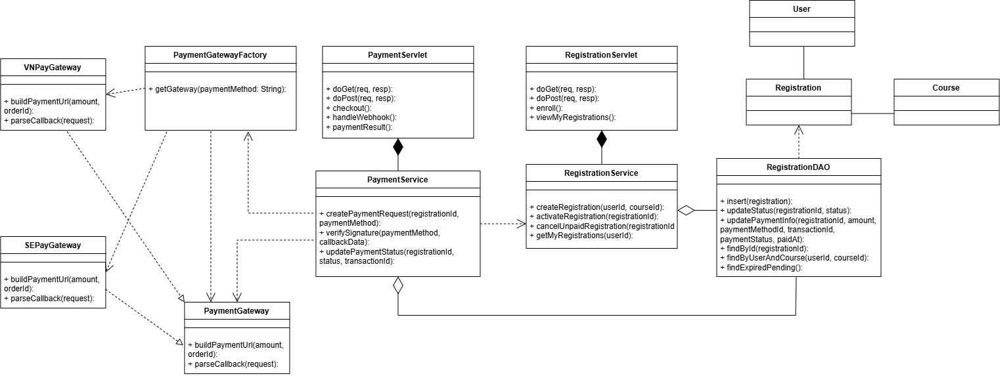 User
PaymentGatewayFactory
+ getGateway(paymentMethod: String):
PaymentServlet
+ doGet(req, resp):
+ doPost(req, resp):
+ checkout():
+ handleWebhook():
+ paymentResult():
RegistrationServlet
+ doGet(req, resp):
+ doPost(req, resp):
+ enroll():
+ viewMyRegistrations():
VNPayGateway
+ buildPaymentUrl(amount,
orderId):
+ parseCallback(request):
Registration
Course
RegistrationDAO
+ insert(registration):
+ updateStatus(registrationId, status):
+ updatePaymentInfo(registrationId, amount,
paymentMethodId, transactionId,
paymentStatus, paidAt):
+ findById(registrationId):
+ findByUserAndCourse(userId, courseId):
+ findExpiredPending():
RegistrationService
+ createRegistration(userId, courseId):
+ activateRegistration(registrationId):
+ cancelUnpaidRegistration(registrationId
+ getMyRegistrations(userId):
PaymentService
+ createPaymentRequest(registrationId,
paymentMethod):
+ verifySignature(paymentMethod,
callbackData):
+ updatePaymentStatus(registrationId,
status, transactionId):
SEPayGateway
+ buildPaymentUrl(amount,
orderId):
+ parseCallback(request):
PaymentGateway
+ buildPaymentUrl(amount,
orderId):
+ parseCallback(request):